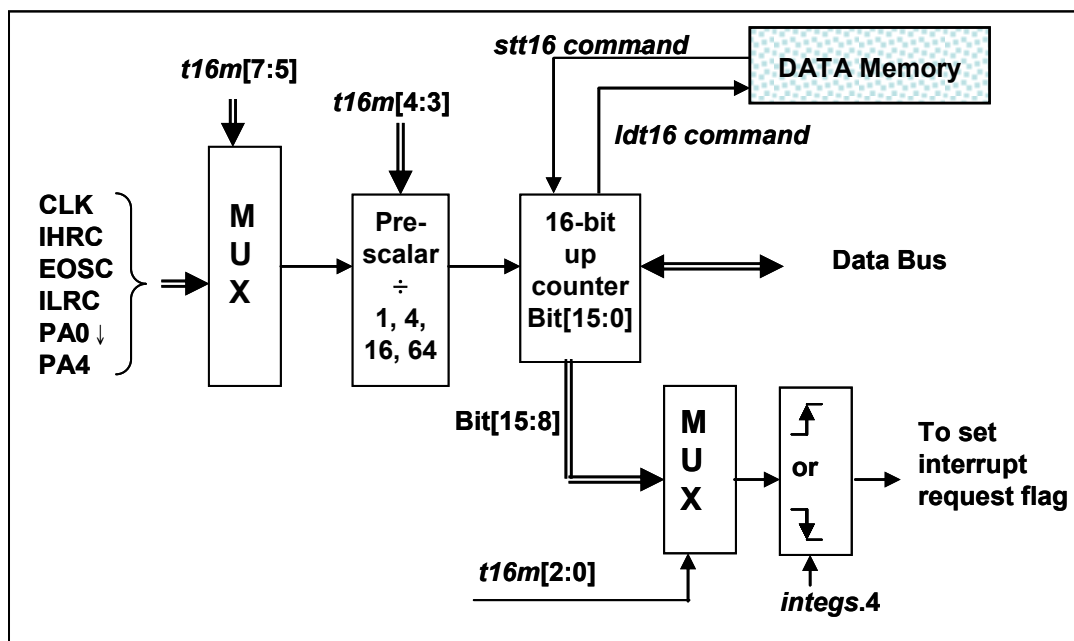 stt16 command
DATA Memory
t16m[7:5]
t16m[4:3]
ldt16 command
CLK
IHRC
EOSC
ILRC
PA0 ↓
PA4
M
U
X
Pre-
scalar
÷
1, 4,
16, 64
16-bit
up
counter
Bit[15:0]
Data Bus
Bit[15:8]
M
U
X
or
To set
interrupt
request flag
t16m[2:0]
integs.4